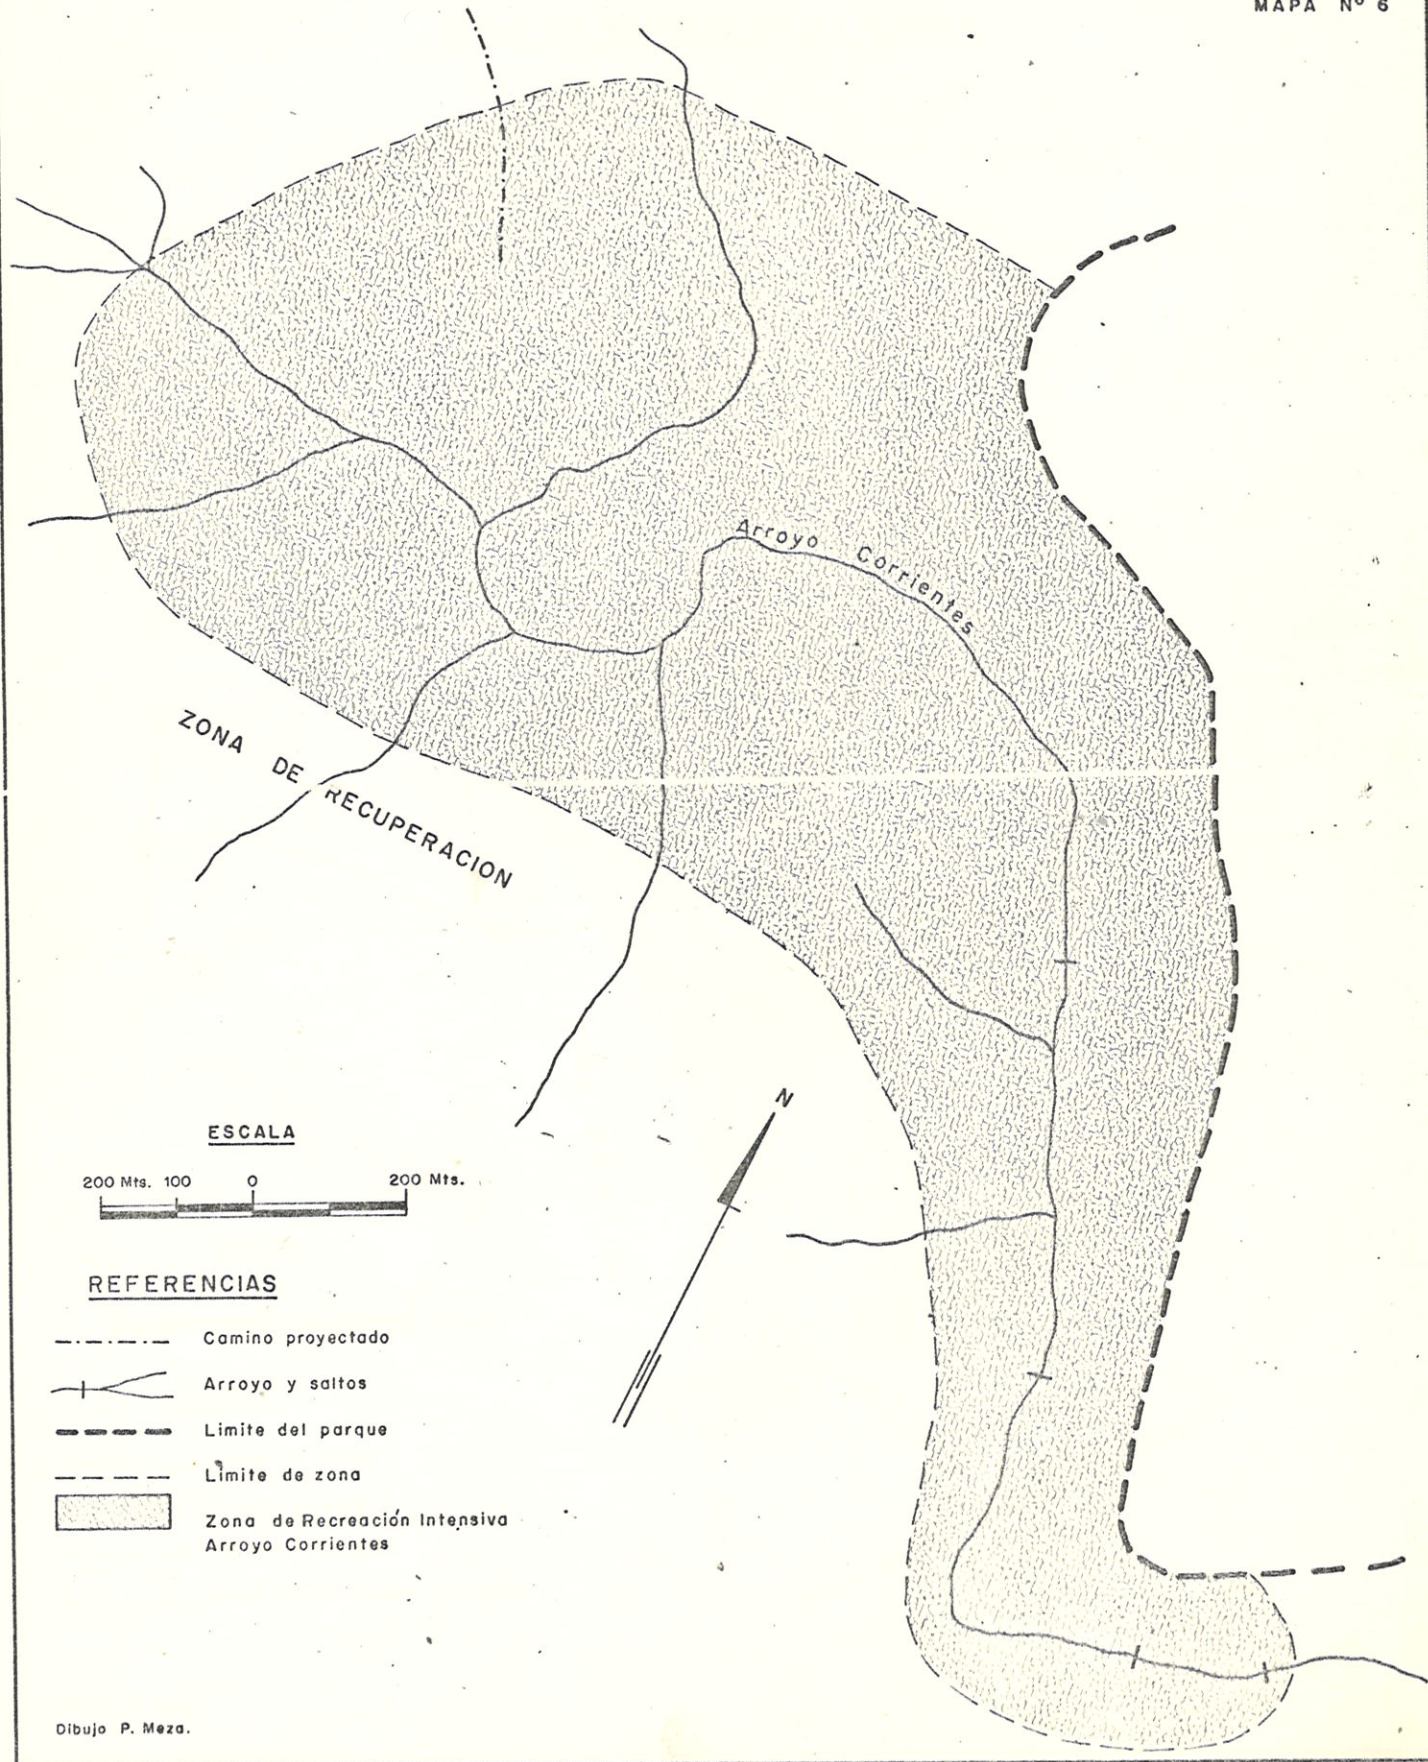 MAPA Nº 6
Arroyo Corrientes
ZONA DE RECUPERACION
N
ESCALA
200 Mts. 100 0 200 Mts.
REFERENCIAS
Camino proyectado
Arroyo y saltos
Limite del parque
Limite de zona
Zona de Recreación Intensiva
Arroyo Corrientes
Dibujo P. Meza.